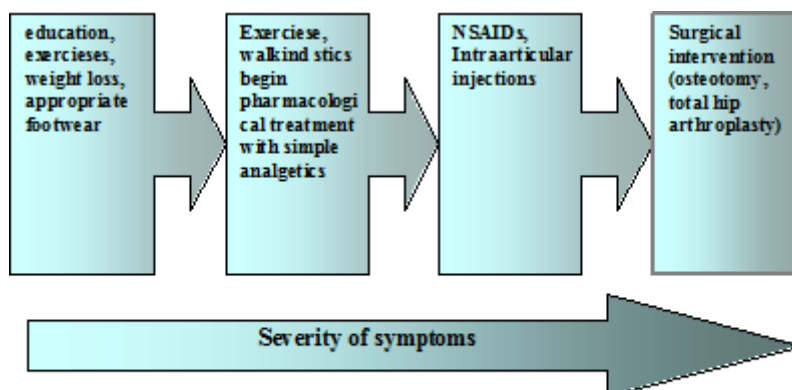 education,
exercieses,
weight loss,
appropriate
footwear
Exerciese,
walkind stics
begin
pharmacologi
cal treatment
with simple
analgetics
NSAIDs,
Intraarticular
injections
Surgical
intervention
(osteotomy,
total hip
arthroplasty)
Severity of symptoms